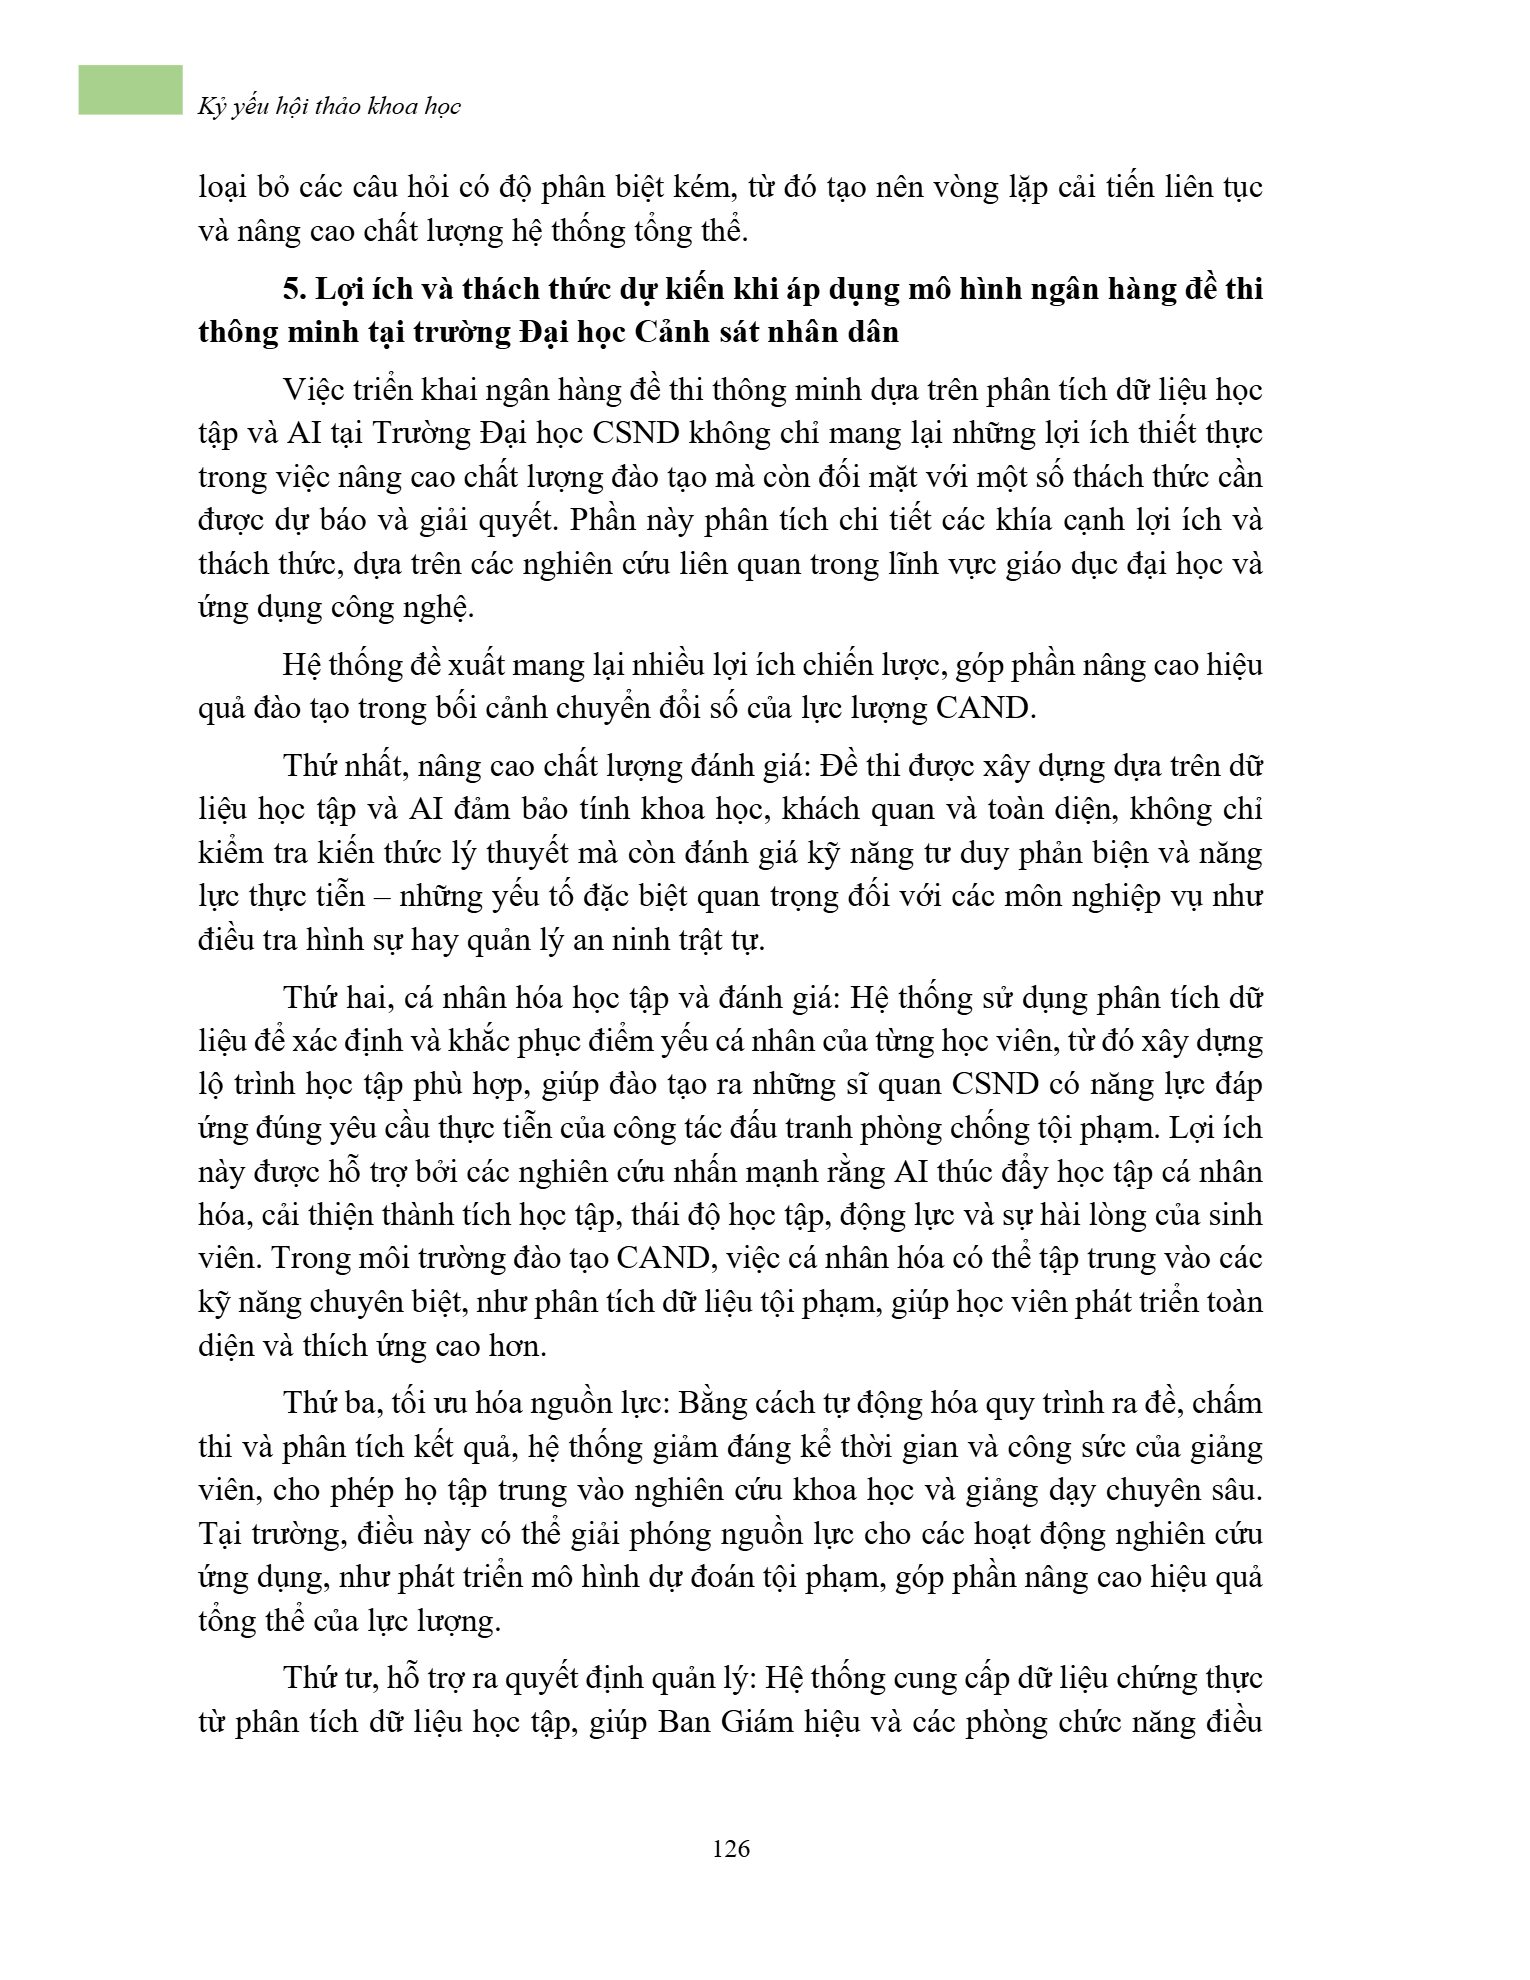 Kỷ yếu hội thảo khoa học
loại bỏ các câu hỏi có độ phân biệt kém, từ đó tạo nên vòng lặp cải tiến liên tục
và nâng cao chất lượng hệ thống tổng thể.
5. Lợi ích và thách thức dự kiến khi áp dụng mô hình ngân hàng đề thi
thông minh tại trường Đại học Cảnh sát nhân dân
Việc triển khai ngân hàng đề thi thông minh dựa trên phân tích dữ liệu học
tập và AI tại Trường Đại học CSND không chỉ mang lại những lợi ích thiết thực
trong việc nâng cao chất lượng đào tạo mà còn đối mặt với một số thách thức cần
được dự báo và giải quyết. Phần này phân tích chi tiết các khía cạnh lợi ích và
thách thức, dựa trên các nghiên cứu liên quan trong lĩnh vực giáo dục đại học và
ứng dụng công nghệ.
Hệ thống đề xuất mang lại nhiều lợi ích chiến lược, góp phần nâng cao hiệu
quả đào tạo trong bối cảnh chuyển đổi số của lực lượng CAND.
Thứ nhất, nâng cao chất lượng đánh giá: Đề thi được xây dựng dựa trên dữ
liệu học tập và AI đảm bảo tính khoa học, khách quan và toàn diện, không chỉ
kiểm tra kiến thức lý thuyết mà còn đánh giá kỹ năng tư duy phản biện và năng
lực thực tiễn – những yếu tố đặc biệt quan trọng đối với các môn nghiệp vụ như
điều tra hình sự hay quản lý an ninh trật tự.
Thứ hai, cá nhân hóa học tập và đánh giá: Hệ thống sử dụng phân tích dữ
liệu để xác định và khắc phục điểm yếu cá nhân của từng học viên, từ đó xây dựng
lộ trình học tập phù hợp, giúp đào tạo ra những sĩ quan CSND có năng lực đáp
ứng đúng yêu cầu thực tiễn của công tác đấu tranh phòng chống tội phạm. Lợi ích
này được hỗ trợ bởi các nghiên cứu nhấn mạnh rằng AI thúc đẩy học tập cá nhân
hóa, cải thiện thành tích học tập, thái độ học tập, động lực và sự hài lòng của sinh
viên. Trong môi trường đào tạo CAND, việc cá nhân hóa có thể tập trung vào các
kỹ năng chuyên biệt, như phân tích dữ liệu tội phạm, giúp học viên phát triển toàn
diện và thích ứng cao hơn.
Thứ ba, tối ưu hóa nguồn lực: Bằng cách tự động hóa quy trình ra đề, chấm
thi và phân tích kết quả, hệ thống giảm đáng kể thời gian và công sức của giảng
viên, cho phép họ tập trung vào nghiên cứu khoa học và giảng dạy chuyên sâu.
Tại trường, điều này có thể giải phóng nguồn lực cho các hoạt động nghiên cứu
ứng dụng, như phát triển mô hình dự đoán tội phạm, góp phần nâng cao hiệu quả
tổng thể của lực lượng.
Thứ tư, hỗ trợ ra quyết định quản lý: Hệ thống cung cấp dữ liệu chứng thực
từ phân tích dữ liệu học tập, giúp Ban Giám hiệu và các phòng chức năng điều
126